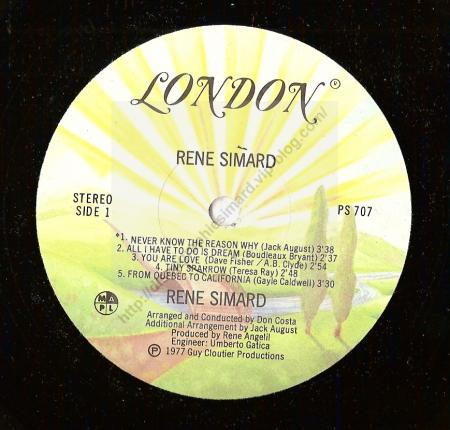 LONDON®
RENE SIMARD
STEREO
SIDE 1
PS 707
*1. NEVER KNOW THE REASON WHY (Jack August) 3'38
2. ALL I HAVE TO DO IS DREAM (Boudleaux Bryant) 2'37
3. YOU ARE LOVE (Dave Fisher / A.B. Clyde) 2'54
4. TINY SPARROW (Teresa Ray) 2'48
5. FROM QUEBEC TO CALIFORNIA (Gayle Caldwell) 3'30
MAPL
RENE SIMARD
Arranged and Conducted by Don Costa
Additional Arrangement by Jack August
Produced by Rene Angelil
Engineer: Umberto Gatica
℗ 1977 Guy Cloutier Productions